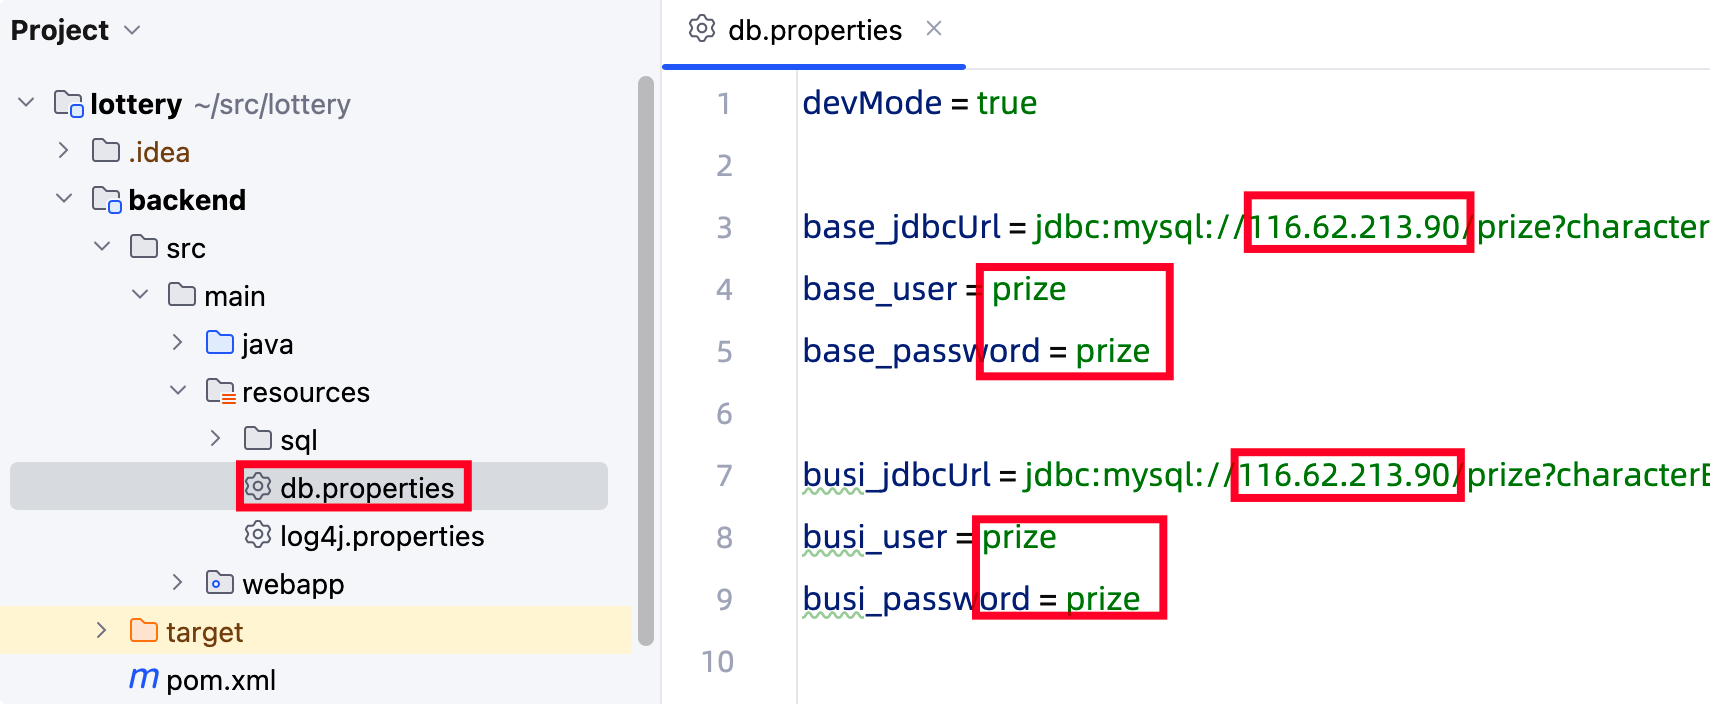 Project
lottery ~/src/lottery
.idea
backend
src
main
java
resources
sql
db.properties
log4j.properties
webapp
target
m pom.xml
db.properties
1 devMode = true
2
3 base_jdbcUrl = jdbc:mysql://116.62.213.90/prize?character
4 base_user = prize
5 base_password = prize
6
7 busi_jdbcUrl = jdbc:mysql://116.62.213.90/prize?characterE
8 busi_user = prize
9 busi_password = prize
10